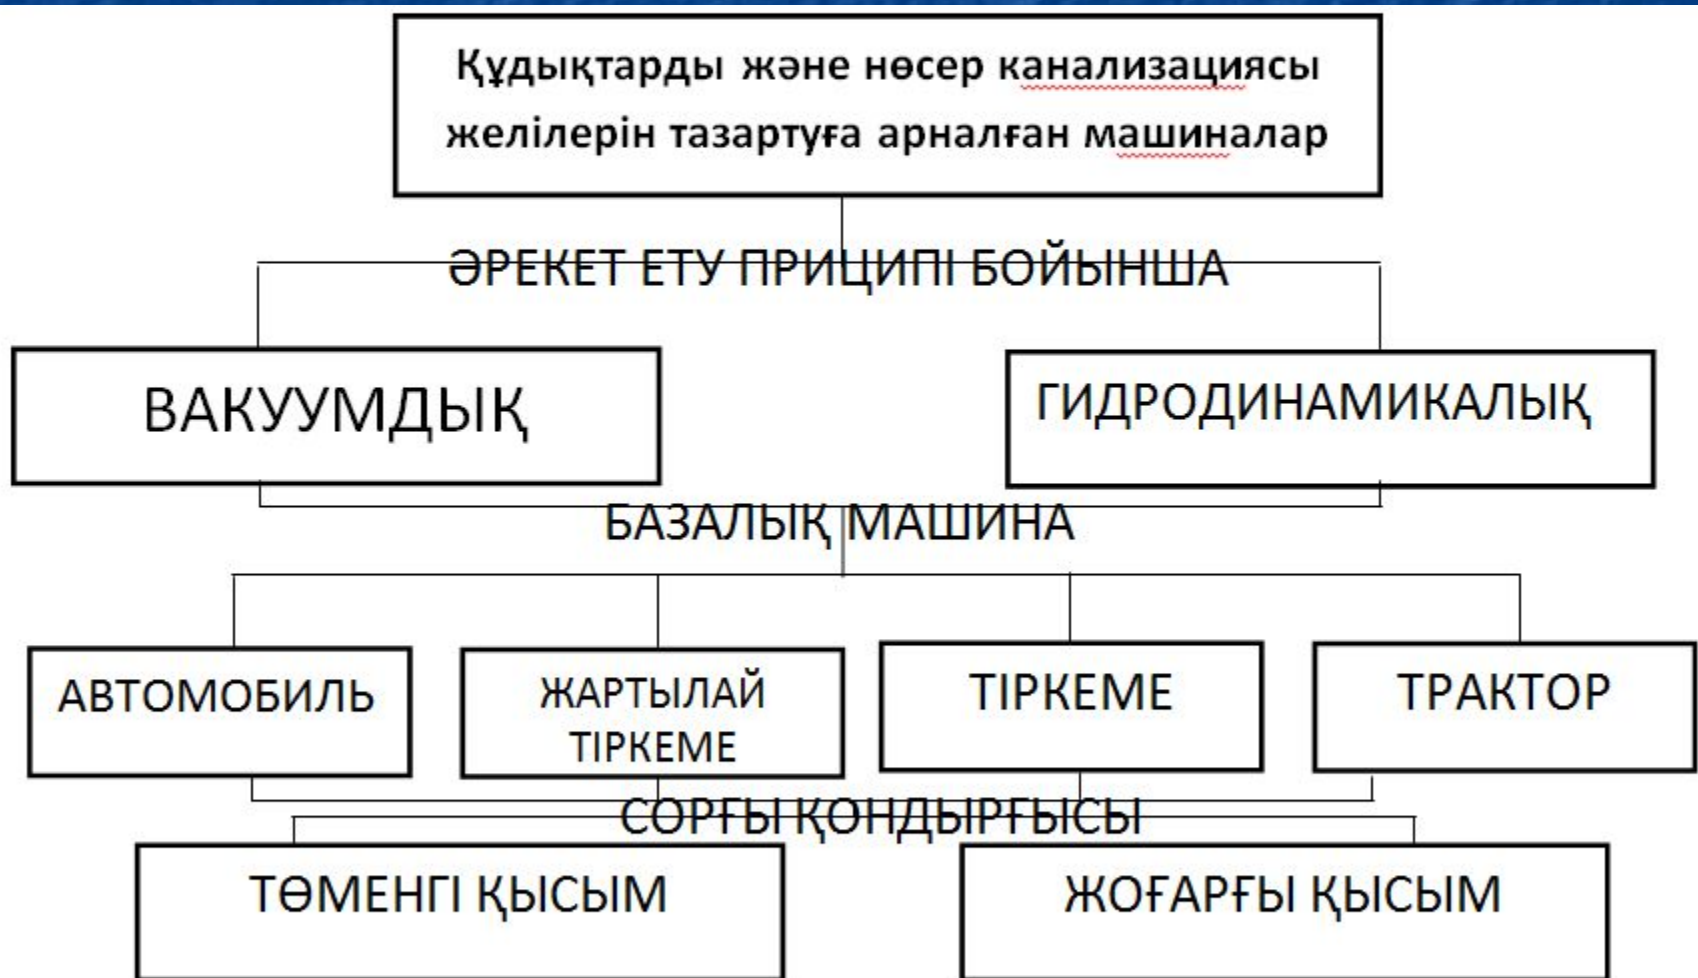 Құдықтарды және нөсер канализациясы
желілерін тазартуға арналған машиналар
ӘРЕКЕТ ЕТУ ПРИЦИПІ БОЙЫНША
ВАКУУМДЫҚ
ГИДРОДИНАМИКАЛЫҚ
БАЗАЛЫҚ МАШИНА
АВТОМОБИЛЬ
ЖАРТЫЛАЙ
ТІРКЕМЕ
ТІРКЕМЕ
ТРАКТОР
СОРҒЫ ҚОНДЫРҒЫСЫ
ТӨМЕНГІ ҚЫСЫМ
ЖОҒАРҒЫ ҚЫСЫМ